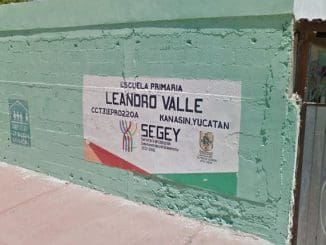 ESCUELA PRIMARIA
LEANDRO VALLE
CCT31EPR0220A
KANASIN,YUCATAN
SEGEY